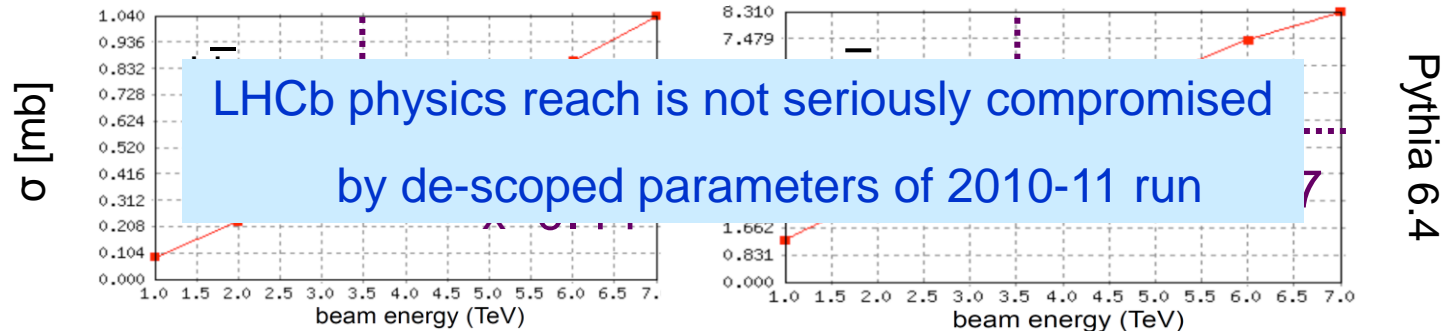 σ [mb]
1.040
0.936
0.832
0.728
0.624
0.520
0.416
0.312
0.208
0.104
0.000
1.0 1.5 2.0 2.5 3.0 3.5 4.0 4.5 5.0 5.5 6.0 6.5 7.
beam energy (TeV)
LHCb physics reach is not seriously compromised
by de-scoped parameters of 2010-11 run
8.310
7.479
1.662
0.831
0.000
1.0 1.5 2.0 2.5 3.0 3.5 4.0 4.5 5.0 5.5 6.0 6.5 7.0
beam energy (TeV)
7
Pythia 6.4